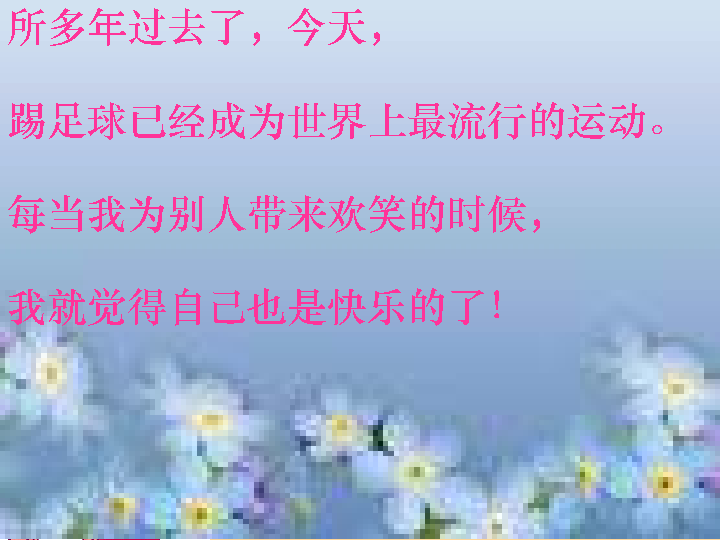 所多年过去了，今天，
踢足球已经成为世界上最流行的运动。
每当我为别人带来欢笑的时候，
我就觉得自己也是快乐的了！